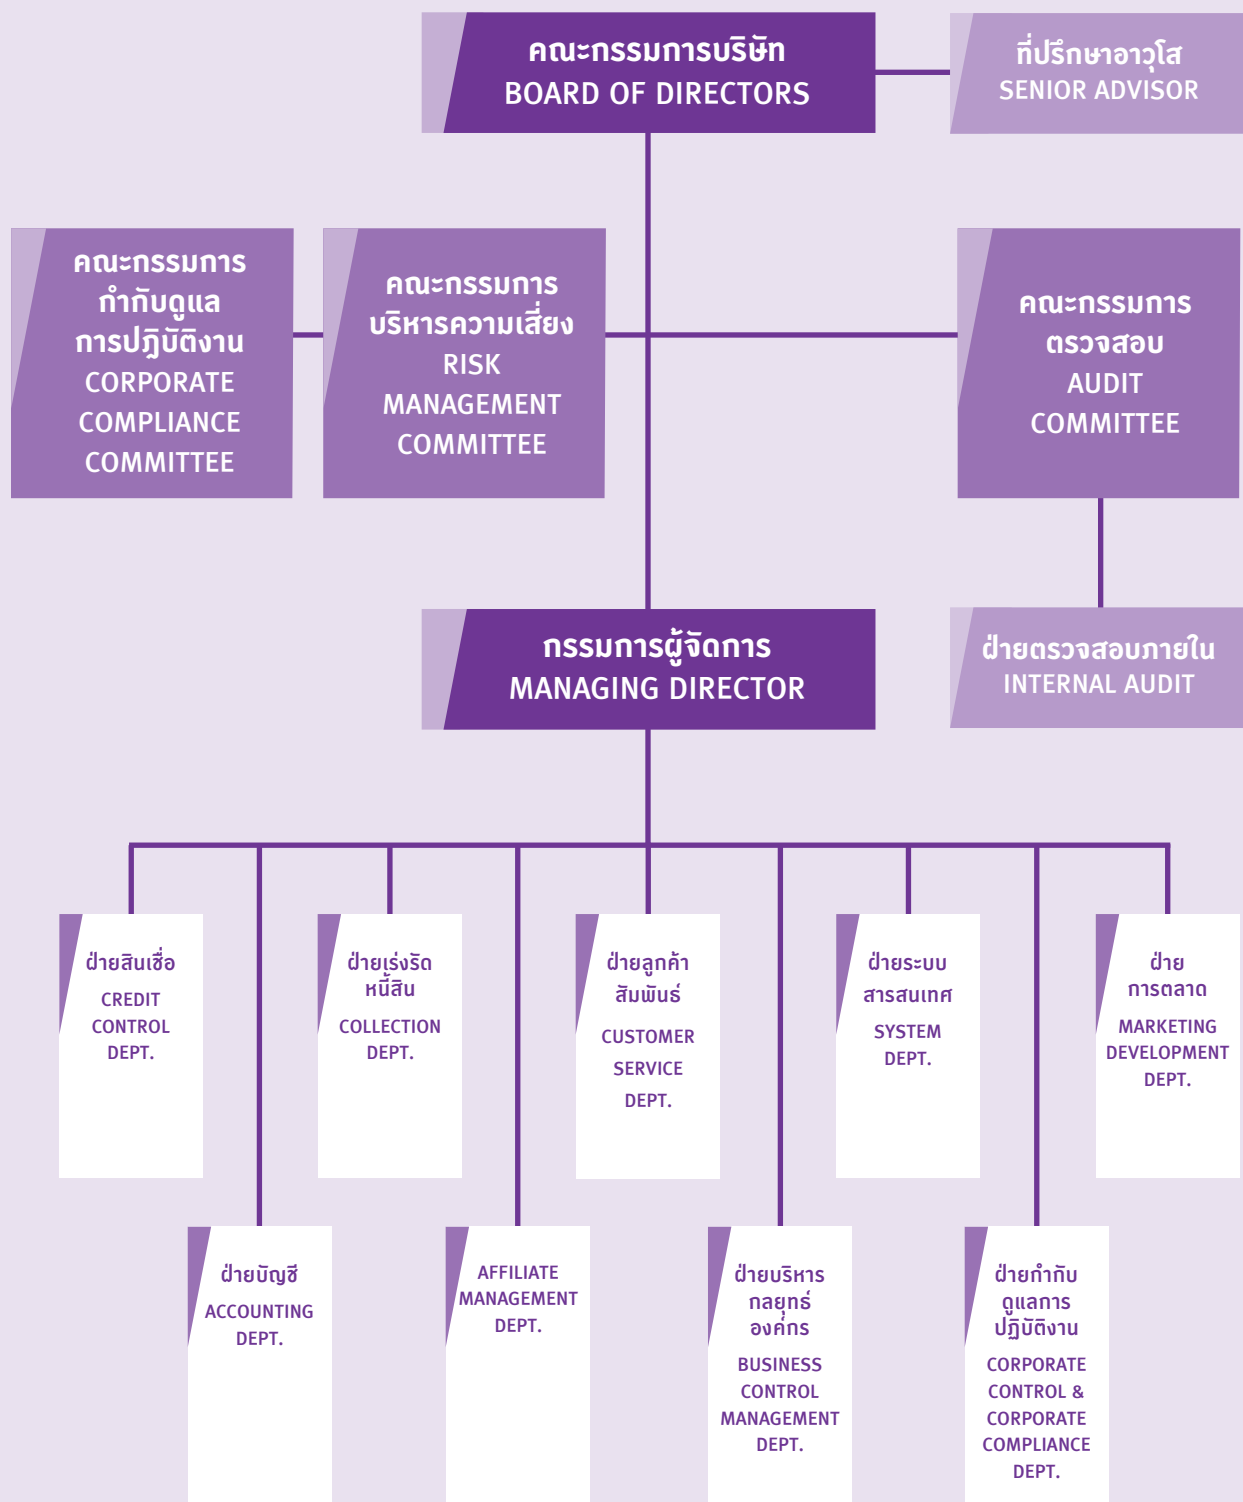 คณะกรรมการบริษัท
BOARD OF DIRECTORS
ที่ปรึกษาอาวุโส
SENIOR ADVISOR
คณะกรรมการ
กำกับดูแล
การปฎิบัติงาน
CORPORATE
COMPLIANCE
COMMITTEE
คณะกรรมการ
บริหารความเสี่ยง
RISK
MANAGEMENT
COMMITTEE
คณะกรรมการ
ตรวจสอบ
AUDIT
COMMITTEE
กรรมการผู้จัดการ
MANAGING DIRECTOR
ฝ่ายตรวจสอบภายใน
INTERNAL AUDIT
ฝ่ายสินเชื่อ
CREDIT
CONTROL
DEPT.
ฝ่ายเร่งรัด
หนี้สิน
COLLECTION
DEPT.
ฝ่ายลูกค้า
สัมพันธ์
CUSTOMER
SERVICE
DEPT.
ฝ่ายระบบ
สารสนเทศ
SYSTEM
DEPT.
ฝ่าย
การตลาด
MARKETING
DEVELOPMENT
DEPT.
ฝ่ายบัญชี
ACCOUNTING
DEPT.
AFFILIATE
MANAGEMENT
DEPT.
ฝ่ายบริหาร
กลยุทธ์
องค์กร
BUSINESS
CONTROL
MANAGEMENT
DEPT.
ฝ่ายกำกับ
ดูแลการ
ปฏิบัติงาน
CORPORATE
CONTROL &
CORPORATE
COMPLIANCE
DEPT.